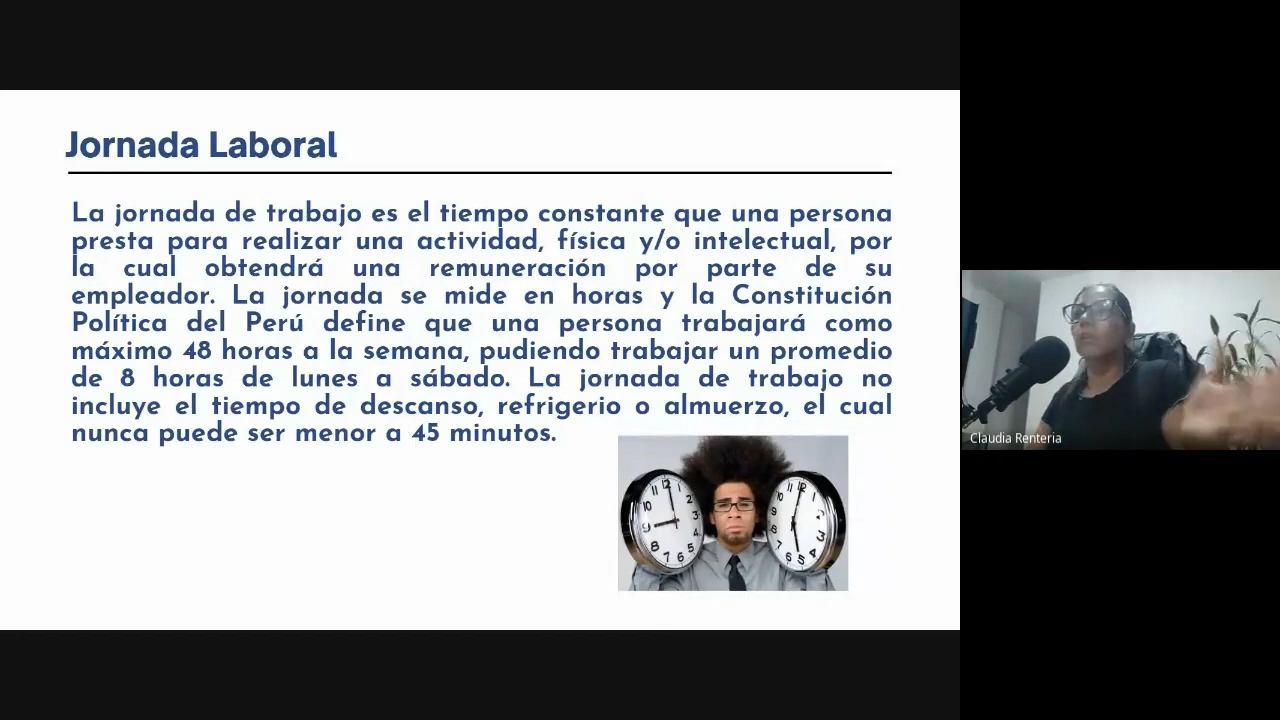 Jornada Laboral
La jornada de trabajo es el tiempo constante que una persona
presta para realizar una actividad, física y/o intelectual, por
la cual obtendrá una remuneración por parte de su
empleador. La jornada se mide en horas y la Constitución
Política del Perú define que una persona trabajará como
máximo 48 horas a la semana, pudiendo trabajar un promedio
de 8 horas de lunes a sábado. La jornada de trabajo no
incluye el tiempo de descanso, refrigerio o almuerzo, el cual
nunca puede ser menor a 45 minutos.
Claudia Renteria